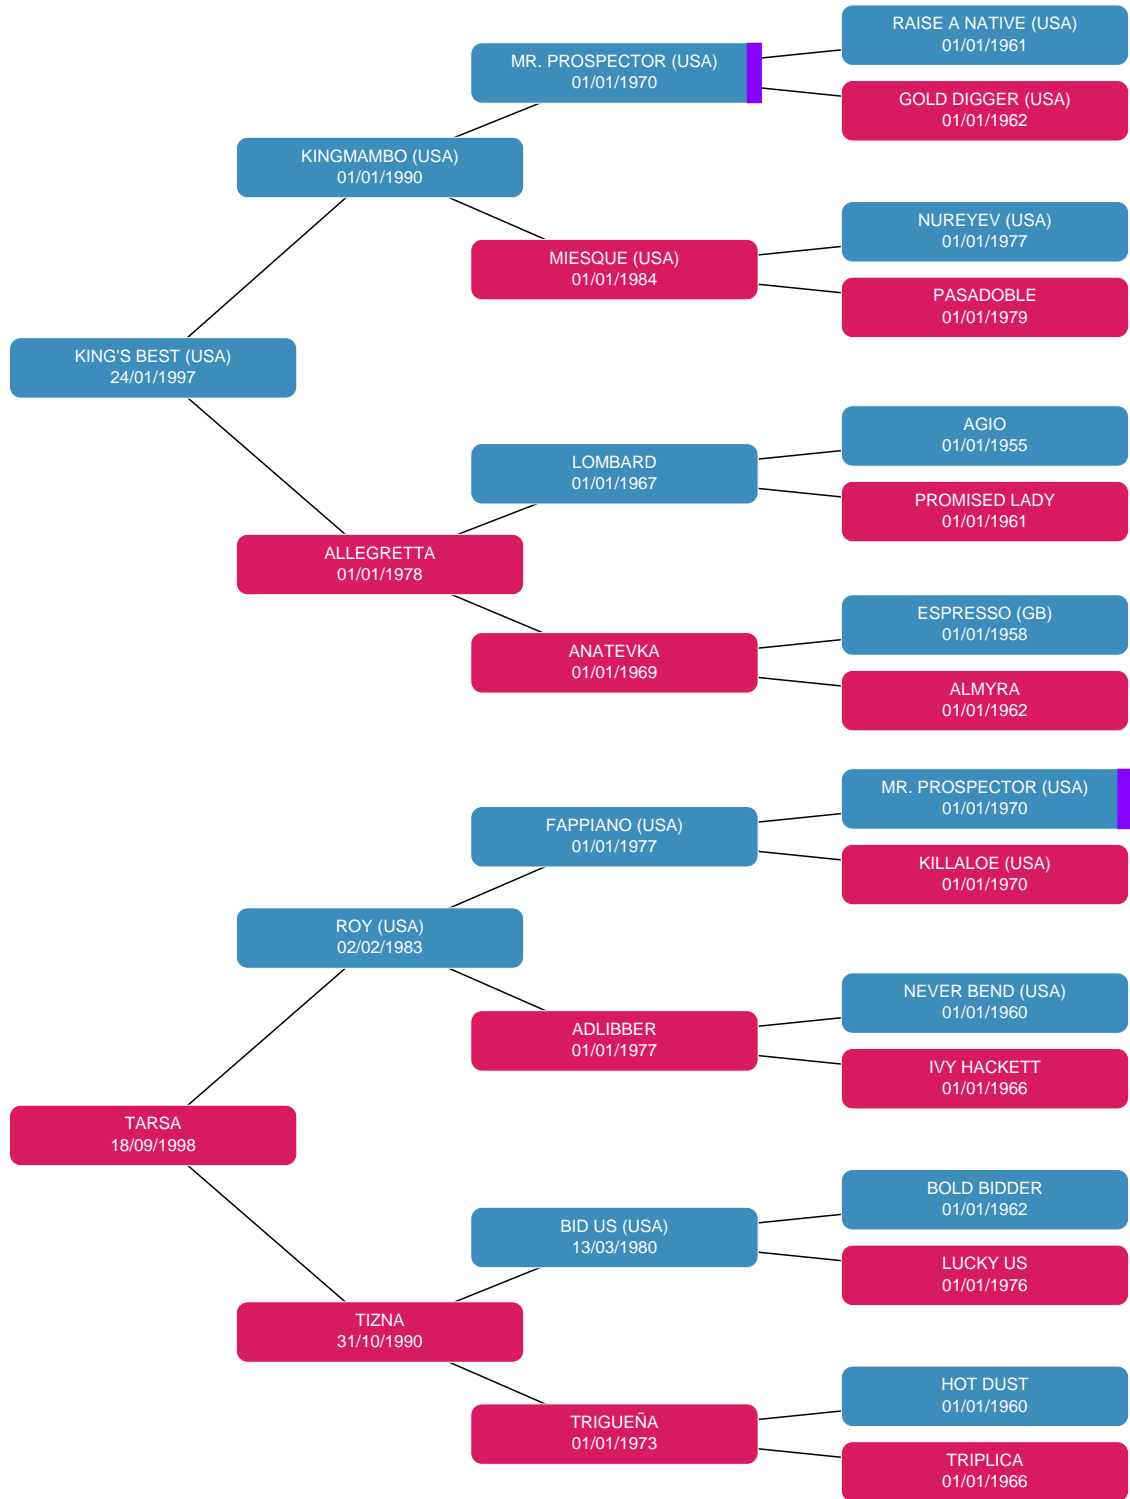 RAISE A NATIVE (USA)
01/01/1961
MR. PROSPECTOR (USA)
01/01/1970
GOLD DIGGER (USA)
01/01/1962
KINGMAMBO (USA)
01/01/1990
NUREYEV (USA)
01/01/1977
MIESQUE (USA)
01/01/1984
PASADOBLE
01/01/1979
KING'S BEST (USA)
24/01/1997
AGIO
01/01/1955
LOMBARD
01/01/1967
PROMISED LADY
01/01/1961
ALLEGRETTA
01/01/1978
ESPRESSO (GB)
01/01/1958
ANATEVKA
01/01/1969
ALMYRA
01/01/1962
MR. PROSPECTOR (USA)
01/01/1970
FAPPIANO (USA)
01/01/1977
KILLALOE (USA)
01/01/1970
ROY (USA)
02/02/1983
NEVER BEND (USA)
01/01/1960
ADLIBBER
01/01/1977
IVY HACKETT
01/01/1966
TARSA
18/09/1998
BOLD BIDDER
01/01/1962
BID US (USA)
13/03/1980
LUCKY US
01/01/1976
TIZNA
31/10/1990
HOT DUST
01/01/1960
TRIGUEÑA
01/01/1973
TRIPLICA
01/01/1966